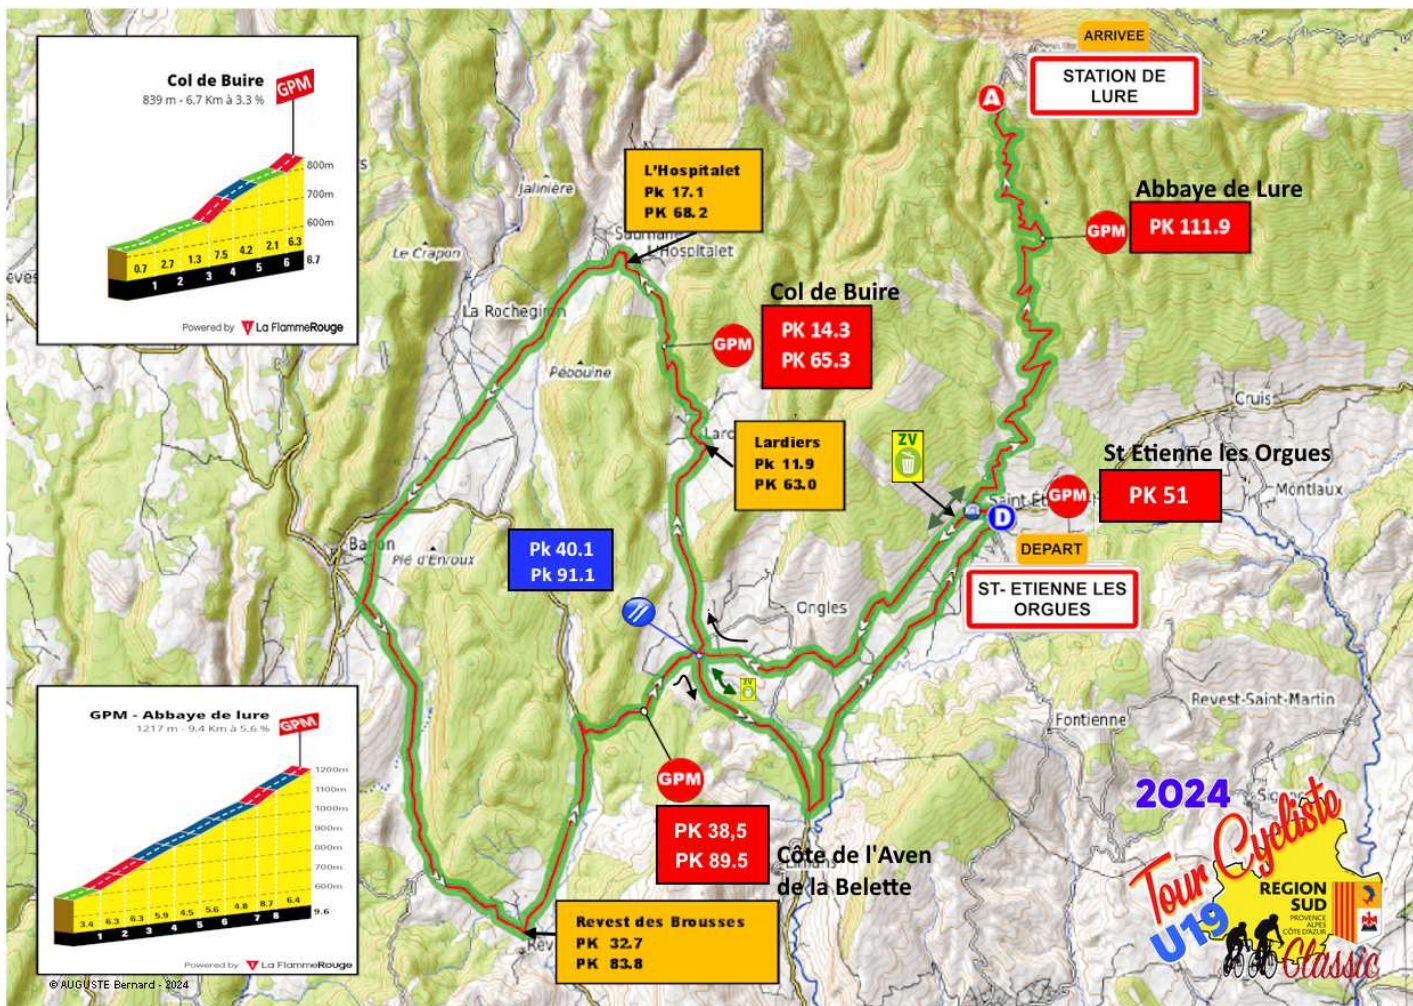 Col de Buire
839 m - 6.7 Km à 3.3 %
GPM
800m
700m
600m
0.7 2.7 1.3 7.5 4.2 2.1 6.3
1 2 3 4 5 6
6.7
Powered by La FlammeRouge
ARRIVEE
STATION DE
LURE
A
L'Hospitalet
Pk 17.1
PK 68.2
Jalinière
L'Hospitalet
Le Crapon
La Rochegiron
Pébouine
Abbaye de Lure
GPM
PK 111.9
Col de Buire
GPM
PK 14.3
PK 65.3
Cruis
Lardiers
Pk 11.9
PK 63.0
ZV
St Etienne les Orgues
GPM
PK 51
Montlaux
D
DEPART
ST- ETIENNE LES
ORGUES
Banon
Plé d'Enroux
Pk 40.1
Pk 91.1
Ongles
ZV
Revest-Saint-Martin
Fontienne
GPM - Abbaye de lure
1217 m - 9.4 Km à 5.6 %
GPM
1200m
1100m
1000m
900m
800m
700m
600m
3.4 6.3 6.3 5.9 4.5 5.6 4.8 8.7 6.4
1 2 3 4 5 6 7 8
9.6
Powered by La FlammeRouge
© AUGUSTE Bernard - 2024
GPM
PK 38,5
PK 89.5
Côte de l'Aven
de la Belette
Revest des Brousses
PK 32.7
PK 83.8
2024
Tour Cycliste
U19
REGION
SUD
PROVENCE
ALPES
CÔTE D'AZUR
Classic